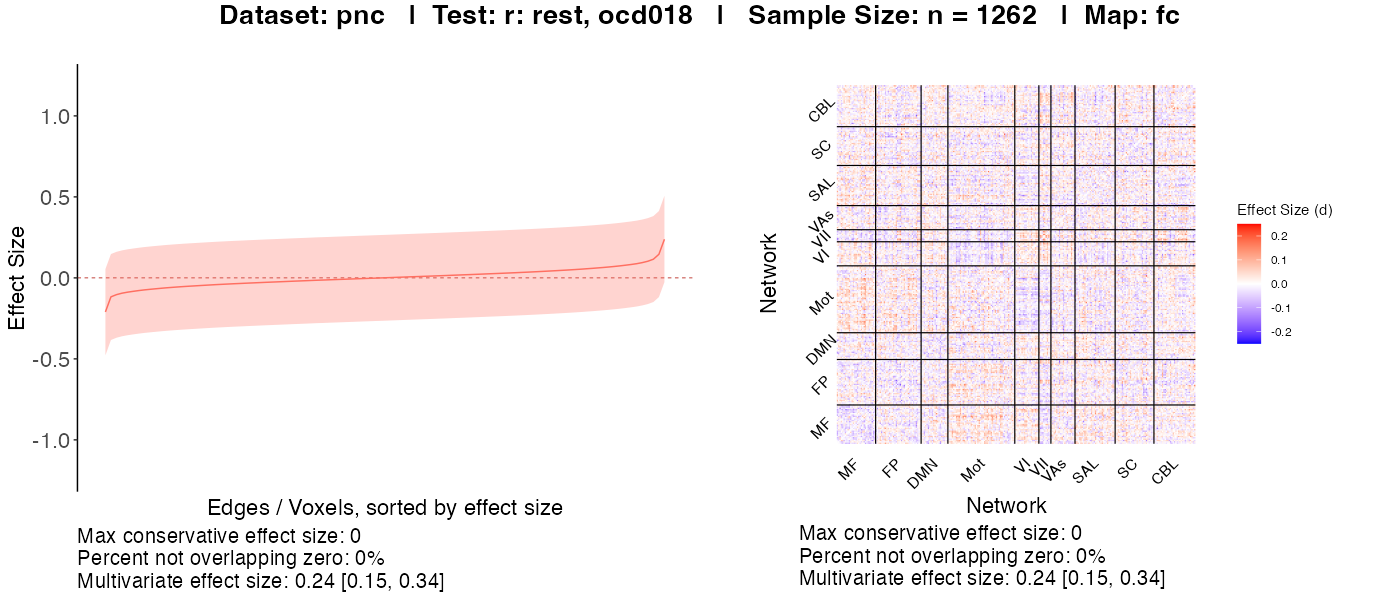 Dataset: pnc | Test: r: rest, ocd018 | Sample Size: n = 1262 | Map: fc
Effect Size
1.0
0.5
0.0
-0.5
-1.0
Edges / Voxels, sorted by effect size
Max conservative effect size: 0
Percent not overlapping zero: 0%
Multivariate effect size: 0.24 [0.15, 0.34]
Network
CBL
SC
SAL
VAs
VII
VI
Mot
DMN
FP
MF
MF
FP
DMN
Mot
VI
VII
VAs
SAL
SC
CBL
Network
Max conservative effect size: 0
Percent not overlapping zero: 0%
Multivariate effect size: 0.24 [0.15, 0.34]
Effect Size (d)
0.2
0.1
0.0
-0.1
-0.2